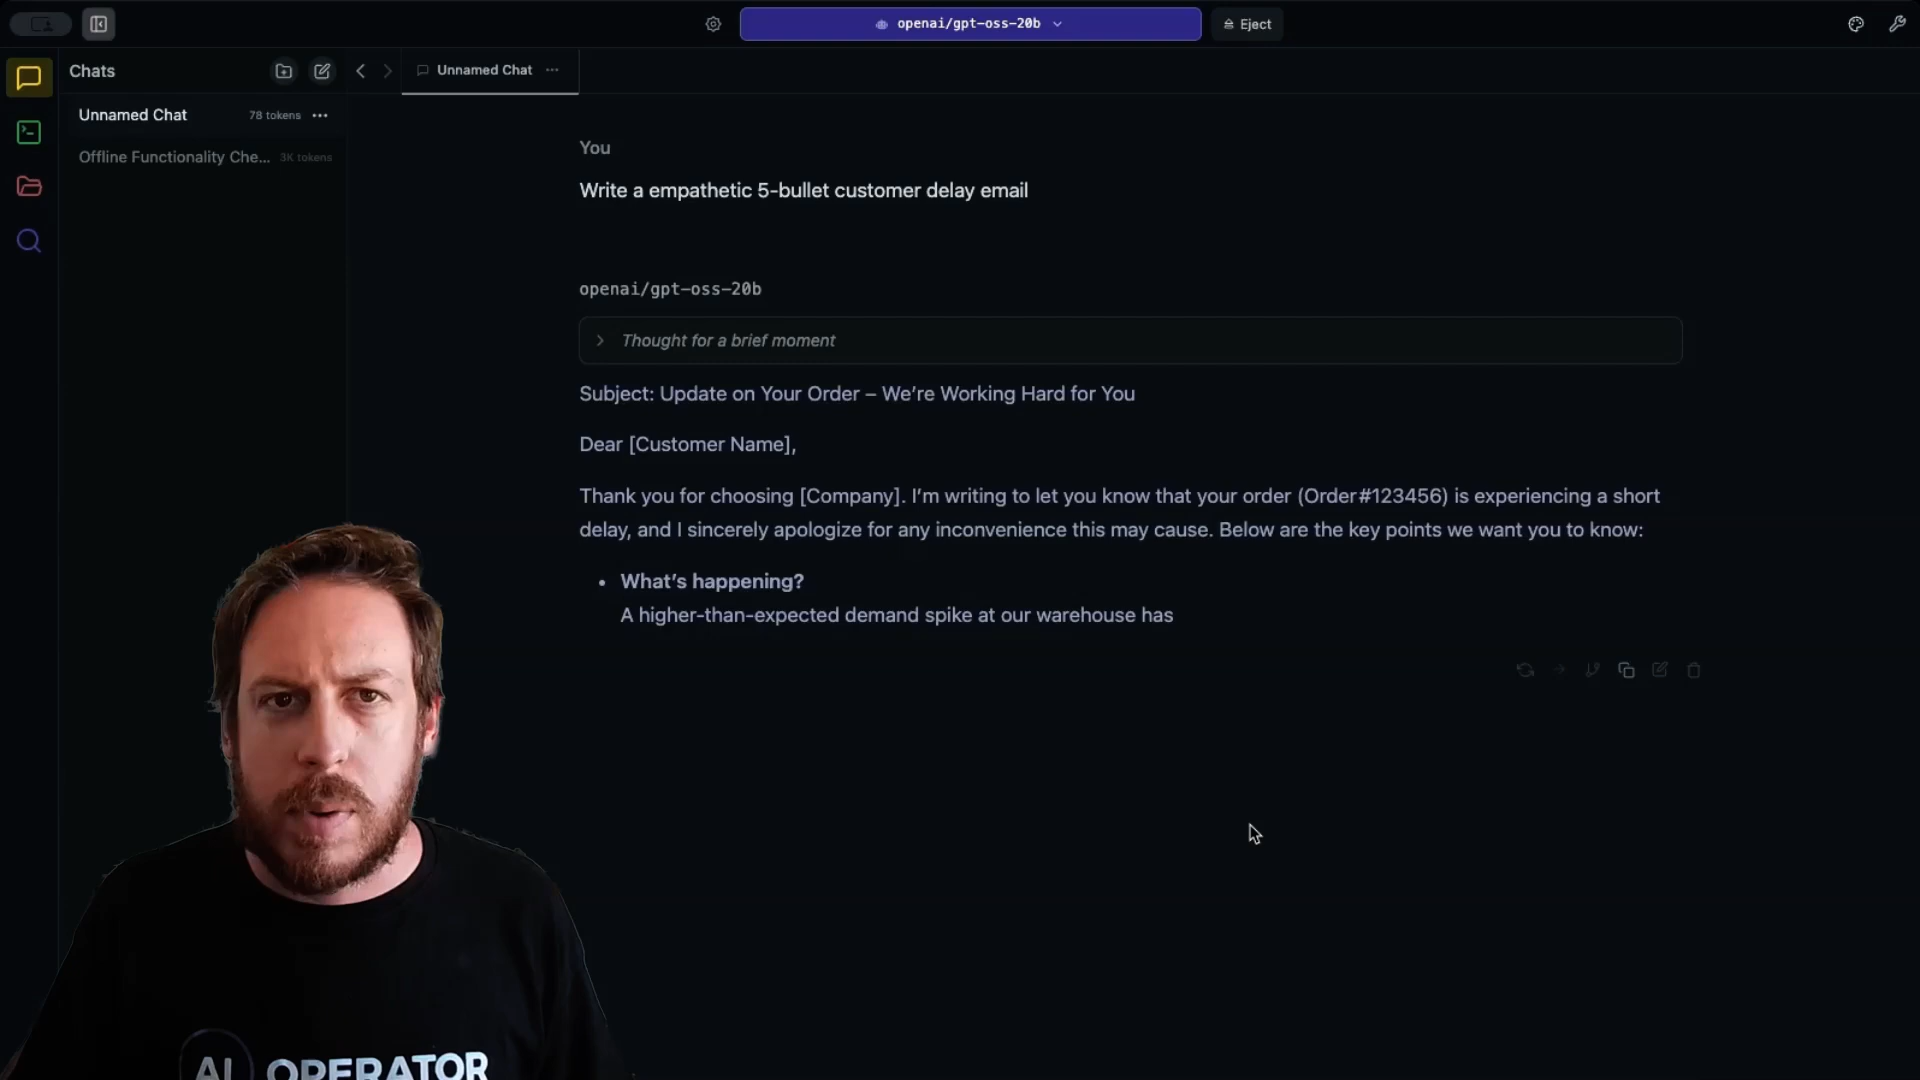 openai/gpt-oss-20b
Eject
Chats
Unnamed Chat
Unnamed Chat 78 tokens
Offline Functionality Che... 3K tokens
You
Write a empathetic 5-bullet customer delay email
openai/gpt-oss-20b
Thought for a brief moment
Subject: Update on Your Order – We’re Working Hard for You
Dear [Customer Name],
Thank you for choosing [Company]. I’m writing to let you know that your order (Order #123456) is experiencing a short
delay, and I sincerely apologize for any inconvenience this may cause. Below are the key points we want you to know:
• What’s happening?
A higher-than-expected demand spike at our warehouse has
AI OPERATOR